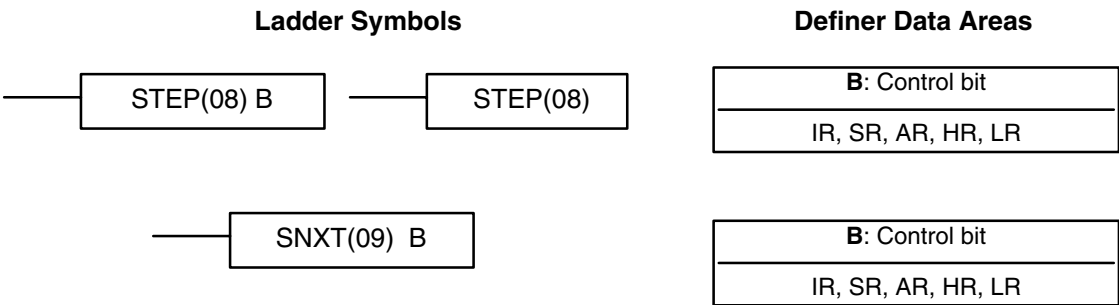 Ladder Symbols
Definer Data Areas
STEP(08) B
STEP(08)
B: Control bit
IR, SR, AR, HR, LR
SNXT(09) B
B: Control bit
IR, SR, AR, HR, LR